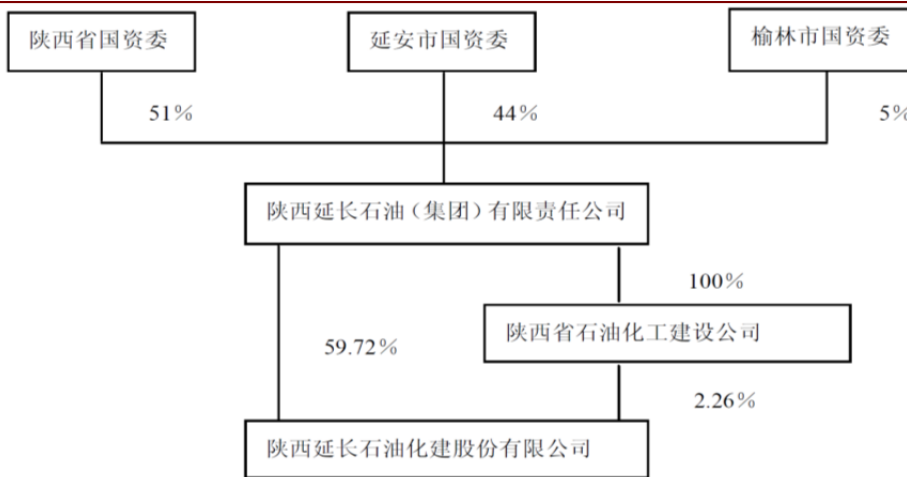 陕西省国资委
延安市国资委
榆林市国资委
51%
44%
5%
陕西延长石油（集团）有限责任公司
100%
陕西省石油化工建设公司
59.72%
2.26%
陕西延长石油化建股份有限公司